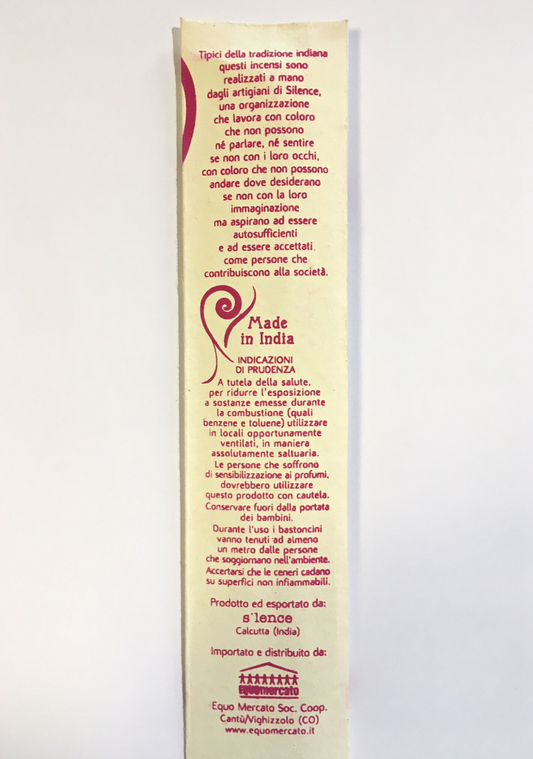 Tipici della tradizione indiana
questi incensi sono
realizzati a mano
dagli artigiani di Silence,
una organizzazione
che lavora con coloro
che non possono
né parlare, né sentire
se non con i loro occhi,
con coloro che non possono
andare dove desiderano
se non con la loro
immaginazione
ma aspirano ad essere
autosufficienti
e ad essere accettati
come persone che
contribuiscono alla società.
Made
in India
INDICAZIONI
DI PRUDENZA
A tutela della salute,
per ridurre l'esposizione
a sostanze emesse durante
la combustione (quali
benzene e toluene) utilizzare
in locali opportunamente
ventilati, in maniera
assolutamente saltuaria.
Le persone che soffrono
di sensibilizzazione ai profumi,
dovrebbero utilizzare
questo prodotto con cautela.
Conservare fuori dalla portata
dei bambini.
Durante l'uso i bastoncini
vanno tenuti ad almeno
un metro dalle persone
che soggiornano nell'ambiente.
Accertarsi che le ceneri cadano
su superfici non infiammabili.
Prodotto ed esportato da:
s'lence
Calcutta (India)
Importato e distribuito da:
EQUOmercato
Equo Mercato Soc. Coop.
Cantù/Vighizzolo (CO)
www.equomercato.it